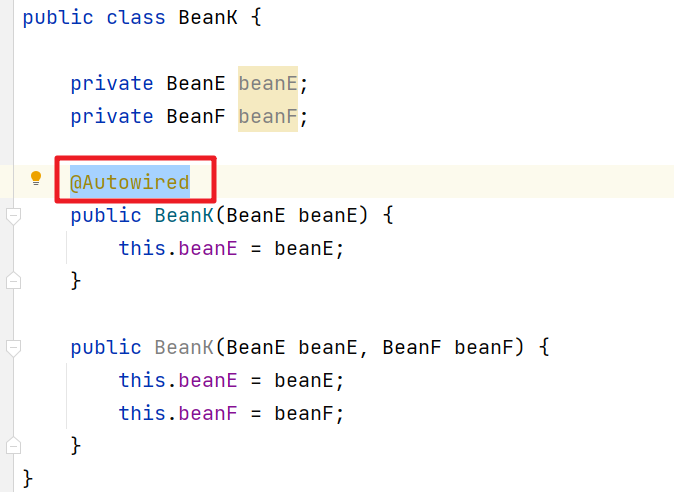 public class BeanK {
private BeanE beanE;
private BeanF beanF;
@Autowired
public BeanK(BeanE beanE) {
this.beanE = beanE;
}
public BeanK(BeanE beanE, BeanF beanF) {
this.beanE = beanE;
this.beanF = beanF;
}
}